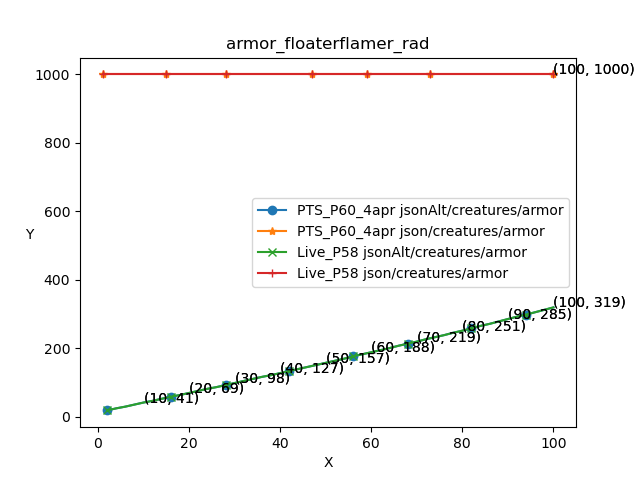 armor_floaterflamer_rad
1000
800
600
400
200
0
Y
(100, 1000)
PTS_P60_4apr jsonAlt/creatures/armor
PTS_P60_4apr json/creatures/armor
Live_P58 jsonAlt/creatures/armor
Live_P58 json/creatures/armor
(100, 319)
(90, 285)
(80, 251)
(70, 219)
(60, 188)
(50, 157)
(40, 127)
(30, 98)
(20, 69)
(10, 41)
0 20 40 60 80 100
X